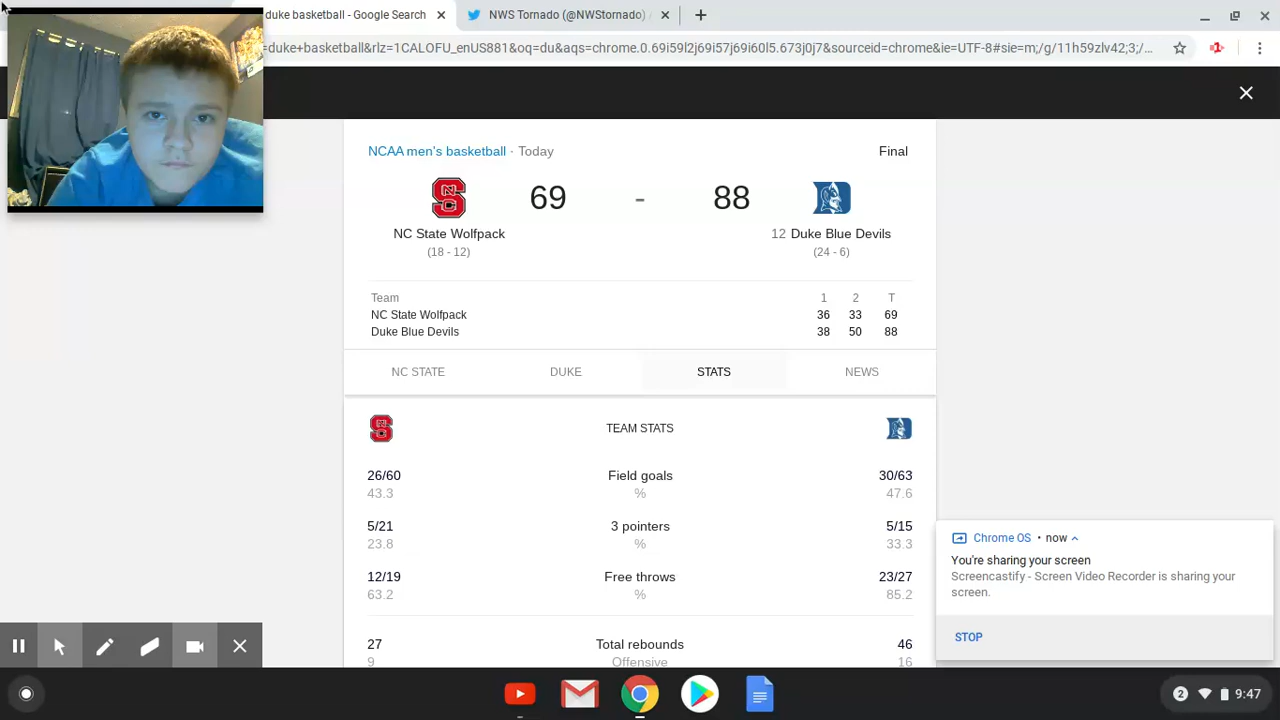 duke basketball - Google Search
NWS Tornado (@NWStornado)
=duke+basketball&rlz=1CALOFU_enUS881&oq=du&aqs=chrome.0.69i59l2j69i57j69i60l5.673j0j7&sourceid=chrome&ie=UTF-8#sie=m;/g/11h59zlv42;3;/...
NCAA men's basketball · Today
Final
69 - 88
NC State Wolfpack
12 Duke Blue Devils
(18 - 12)
(24 - 6)
Team 1 2 T
NC State Wolfpack 36 33 69
Duke Blue Devils 38 50 88
NC STATE DUKE STATS NEWS
TEAM STATS
26/60 Field goals 30/63
43.3 % 47.6
5/21 3 pointers 5/15
23.8 % 33.3
12/19 Free throws 23/27
63.2 % 85.2
27 Total rebounds 46
9 Offensive 16
Chrome OS • now
You're sharing your screen
Screencastify - Screen Video Recorder is sharing your
screen.
STOP
2 9:47